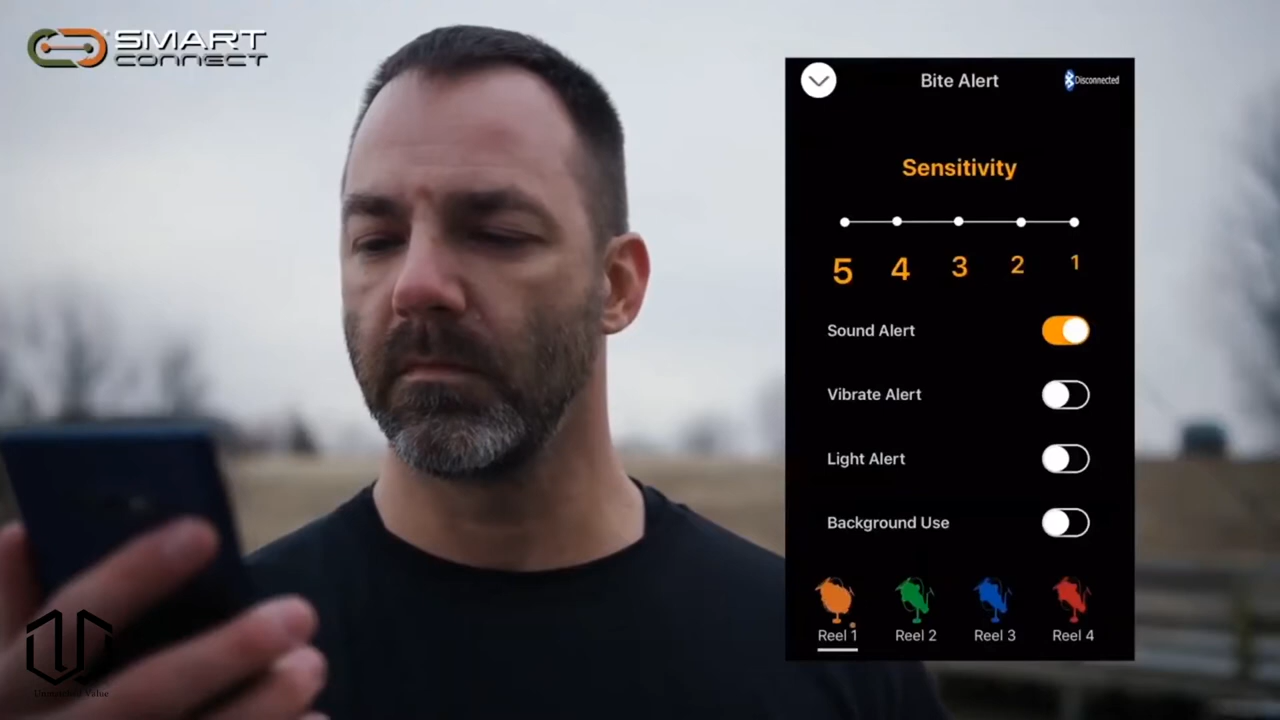 SMART
CONNECT
Bite Alert
Disconnected
Sensitivity
5 4 3 2 1
Sound Alert
Vibrate Alert
Light Alert
Background Use
Reel 1 Reel 2 Reel 3 Reel 4
Value